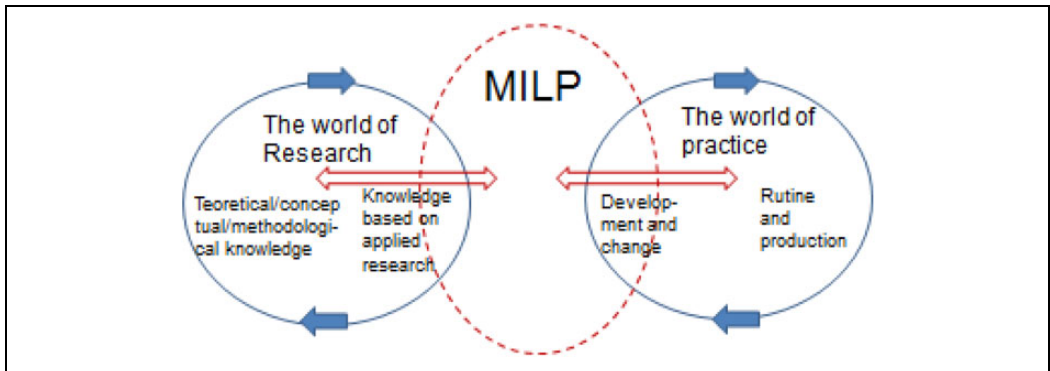 MILP
The world of
Research
Teoretical/concep
tual/methodologi-
cal knowledge
Knowledge
based on
applied
research
The world of
practice
Develop-
ment and
change
Rutine
and
production